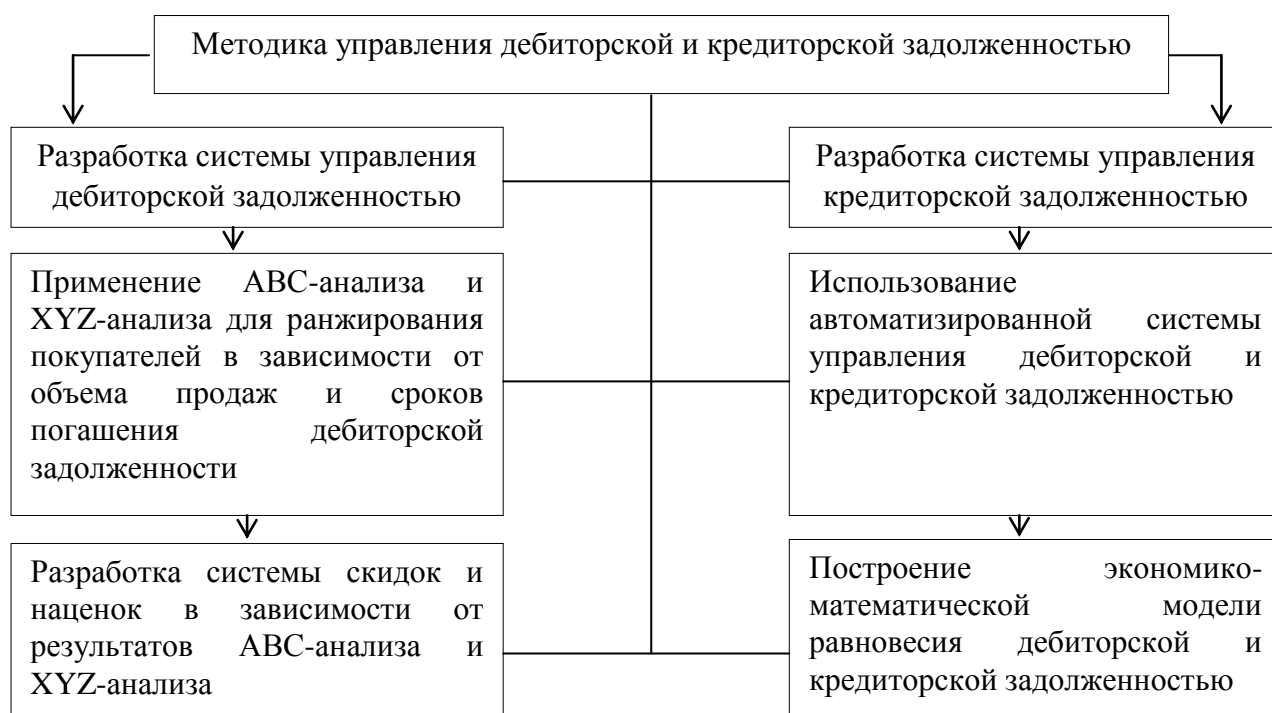 Методика управления дебиторской и кредиторской задолженностью
Разработка системы управления
дебиторской задолженностью
Разработка системы управления
кредиторской задолженностью
Применение ABC-анализа и
XYZ-анализа для ранжирования
покупателей в зависимости от
объема продаж и сроков
погашения дебиторской
задолженности
Использование
автоматизированной системы
управления дебиторской и
кредиторской задолженностью
Разработка системы скидок и
наценок в зависимости от
результатов ABC-анализа и
XYZ-анализа
Построение экономико-
математической модели
равновесия дебиторской и
кредиторской задолженностью